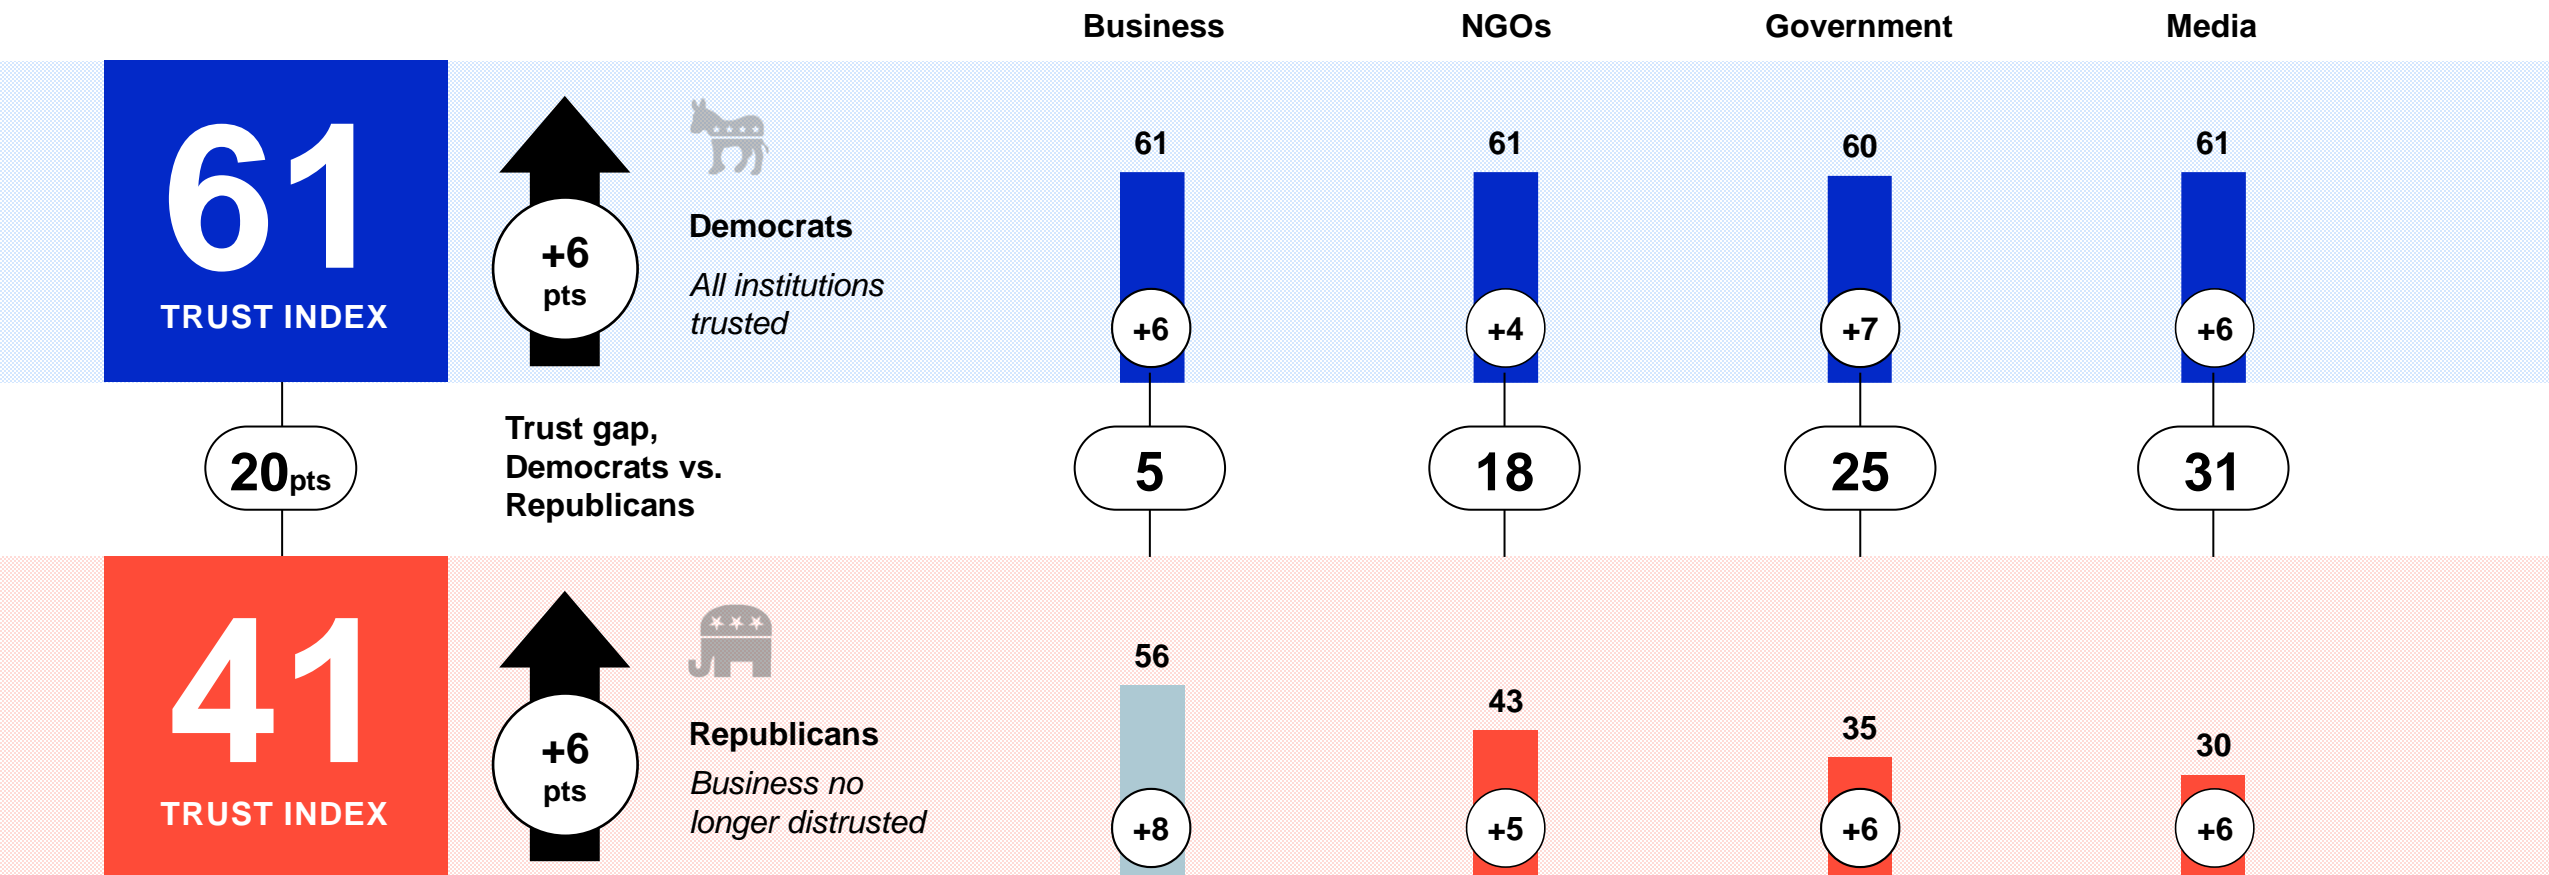 Business NGOs Government Media
61
TRUST INDEX
+6
pts
Democrats
All institutions
trusted
61 61 60 61
+6 +4 +7 +6
20pts
Trust gap,
Democrats vs.
Republicans
5 18 25 31
41
TRUST INDEX
+6
pts
Republicans
Business no
longer distrusted
56 43 35 30
+8 +5 +6 +6